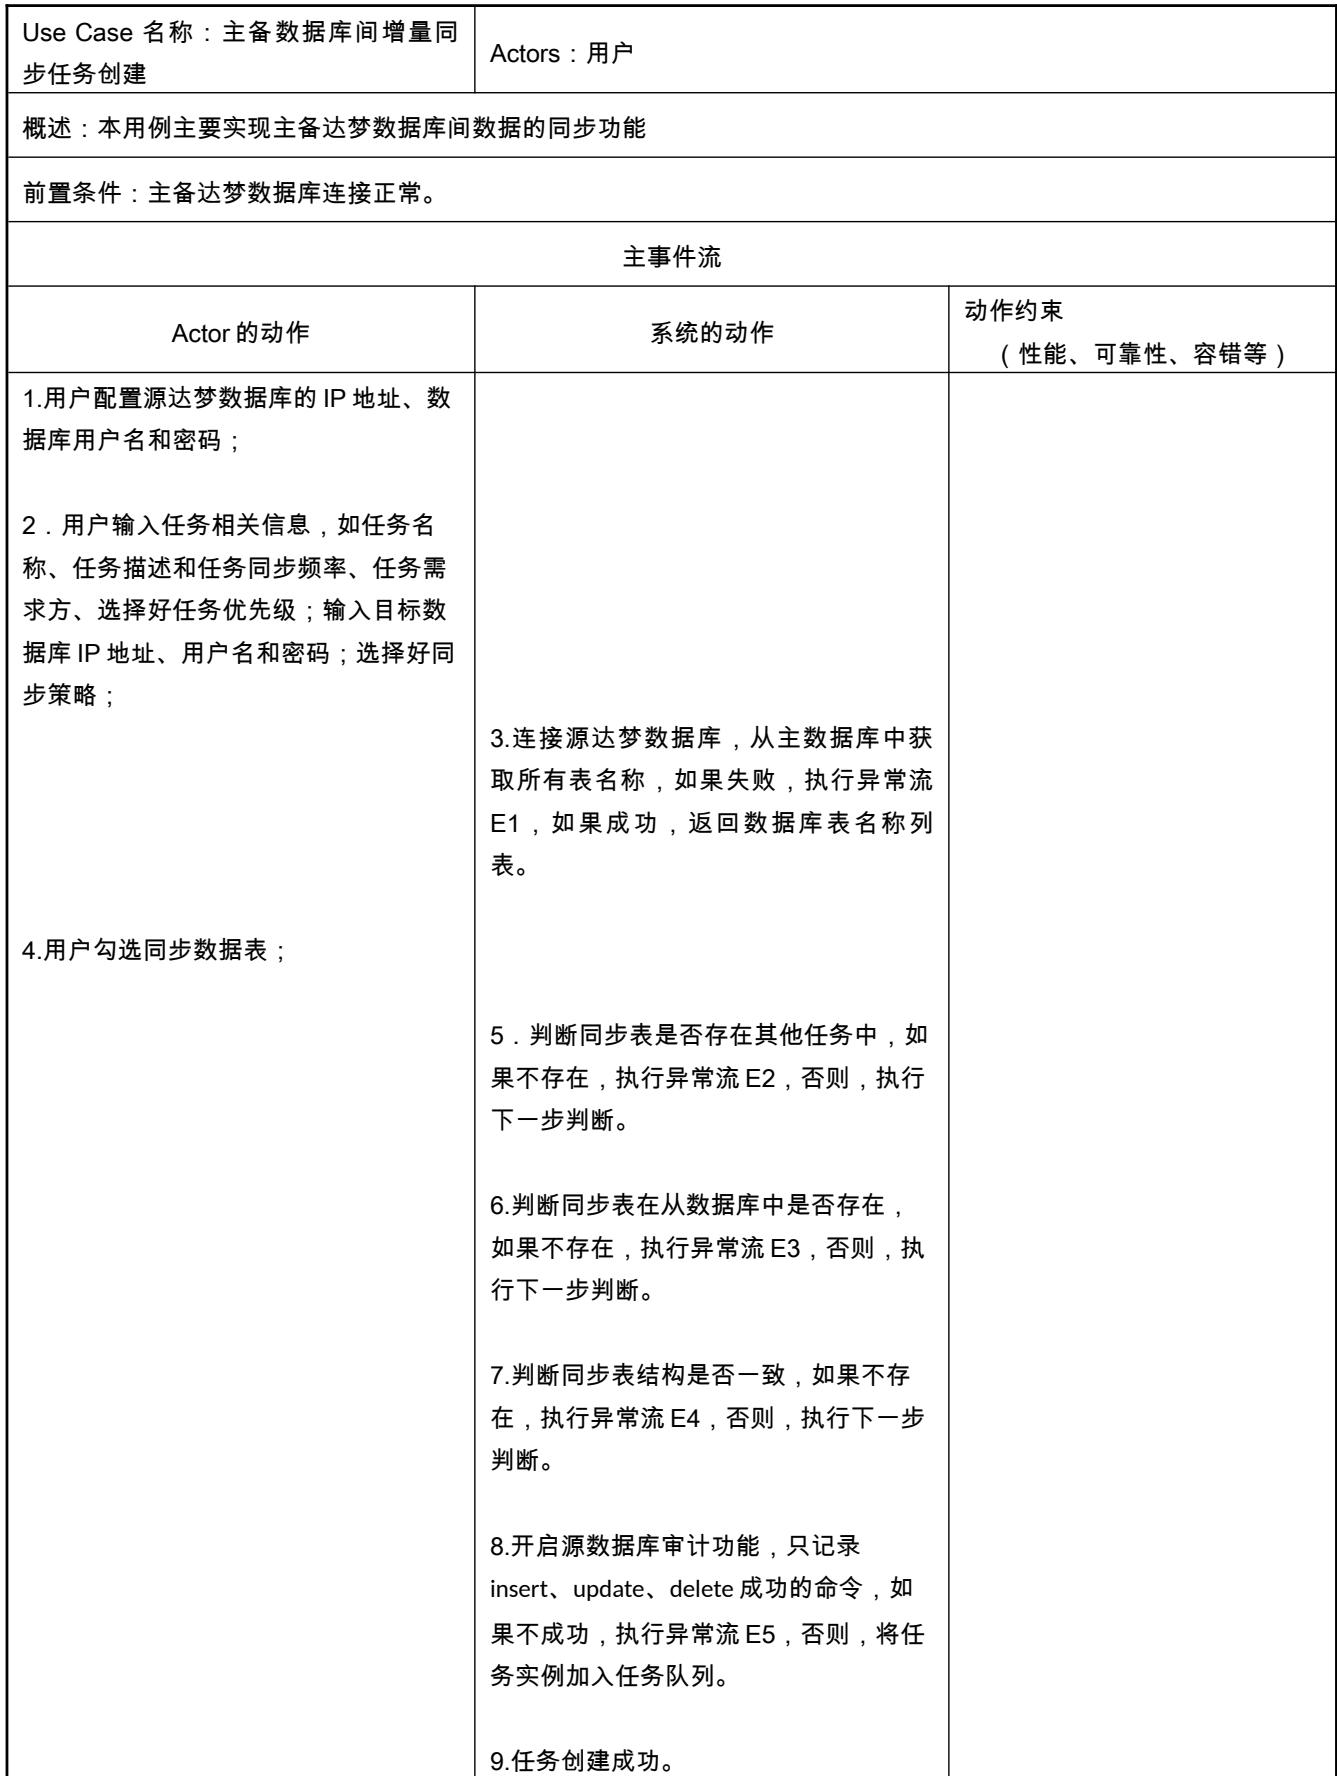 Use Case 名称：主备数据库间增量同
步任务创建
Actors：用户
概述：本用例主要实现主备达梦数据库间数据的同步功能
前置条件：主备达梦数据库连接正常。
主事件流
Actor 的动作
系统的动作
动作约束
（性能、可靠性、容错等）
1.用户配置源达梦数据库的 IP 地址、数
据库用户名和密码；
2．用户输入任务相关信息，如任务名
称、任务描述和任务同步频率、任务需
求方、选择好任务优先级；输入目标数
据库 IP 地址、用户名和密码；选择好同
步策略；
3.连接源达梦数据库，从主数据库中获
取所有表名称，如果失败，执行异常流
E1，如果成功，返回数据库表名称列
表。
4.用户勾选同步数据表；
5．判断同步表是否存在其他任务中，如
果不存在，执行异常流 E2，否则，执行
下一步判断。
6.判断同步表在从数据库中是否存在，
如果不存在，执行异常流 E3，否则，执
行下一步判断。
7.判断同步表结构是否一致，如果不存
在，执行异常流 E4，否则，执行下一步
判断。
8.开启源数据库审计功能，只记录
insert、update、delete 成功的命令，如
果不成功，执行异常流 E5，否则，将任
务实例加入任务队列。
9.任务创建成功。